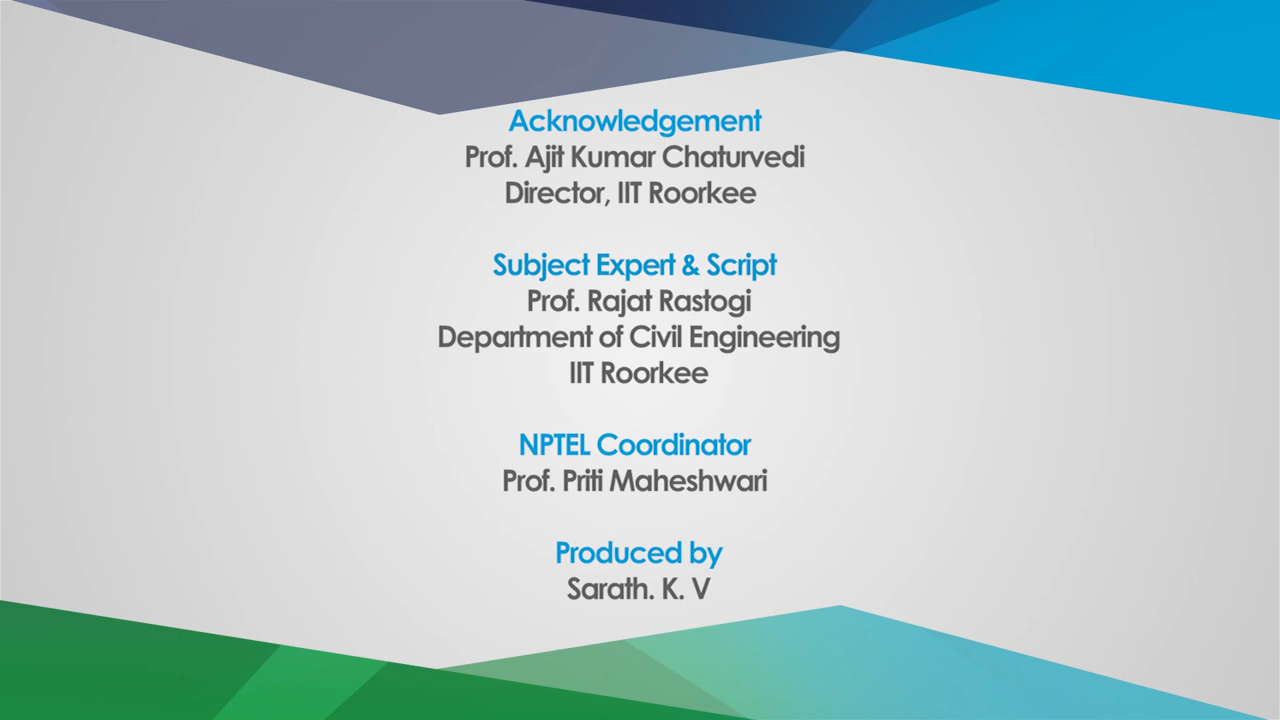 Acknowledgement
Prof. Ajit Kumar Chaturvedi
Director, IIT Roorkee
Subject Expert & Script
Prof. Rajat Rastogi
Department of Civil Engineering
IIT Roorkee
NPTEL Coordinator
Prof. Priti Maheshwari
Produced by
Sarath. K. V